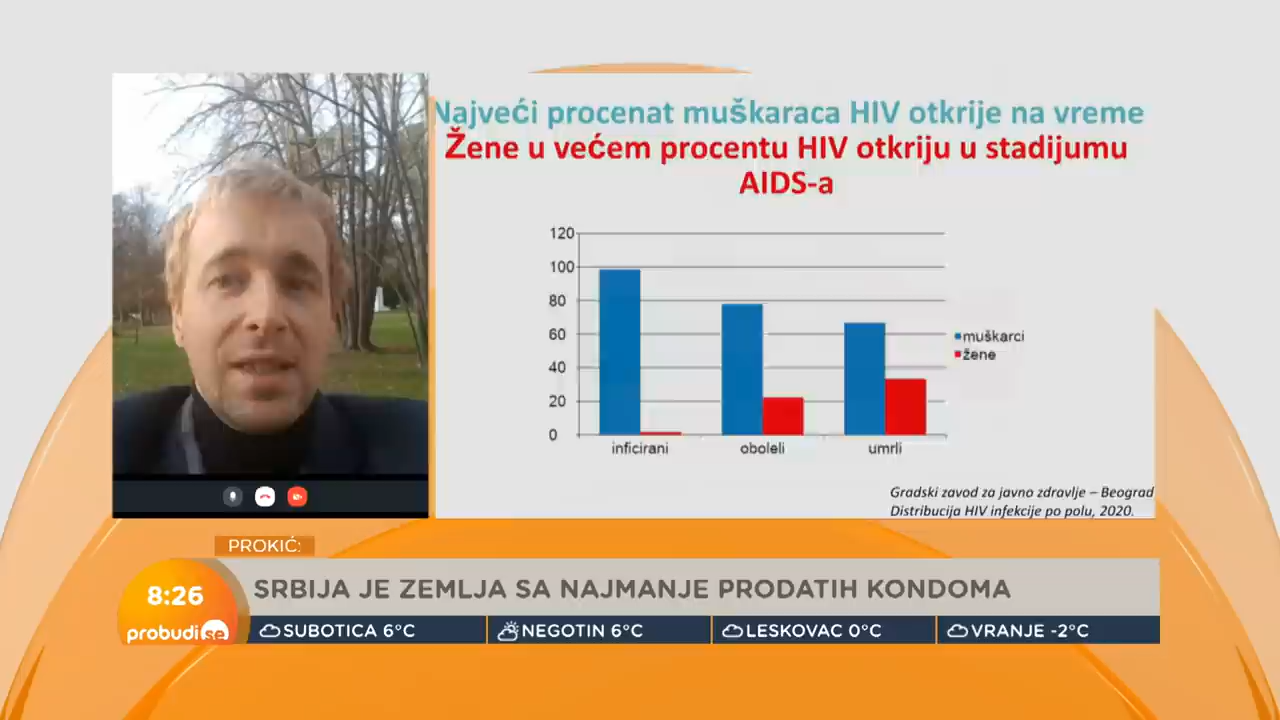 Najveći procenat muškaraca HIV otkrije na vreme
Žene u većem procentu HIV otkriju u stadijumu
AIDS-a
120
100
80
60
40
20
0
inficirani
oboleli
umrli
muškarci
žene
Gradski zavod za javno zdravlje – Beograd
Distribucija HIV infekcije po polu, 2020.
PROKIĆ:
SRBIJA JE ZEMLJA SA NAJMANJE PRODATIH KONDOMA
8:26
probudi se
SUBOTICA 6°C
NEGOTIN 6°C
LESKOVAC 0°C
VRANJE -2°C